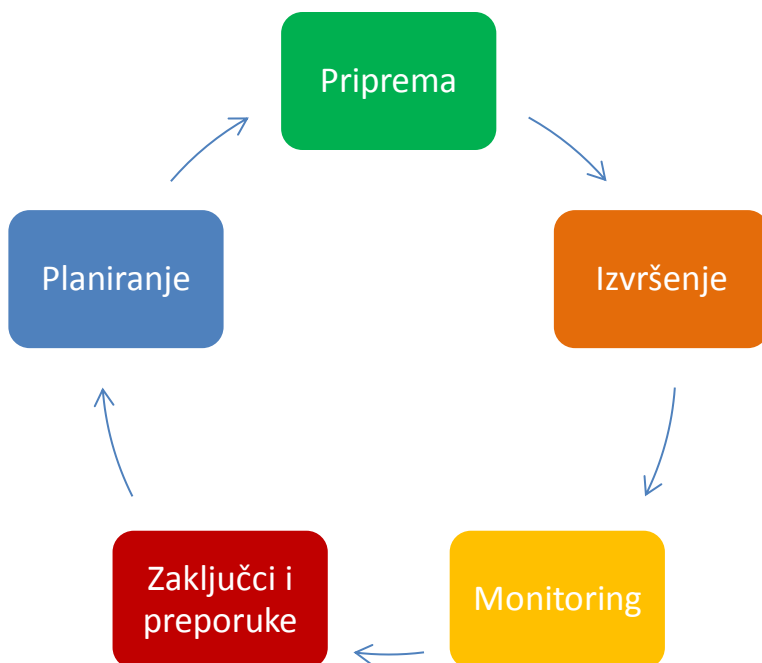 Priprema
Planiranje
Izvršenje
Zaključci i
preporuke
Monitoring